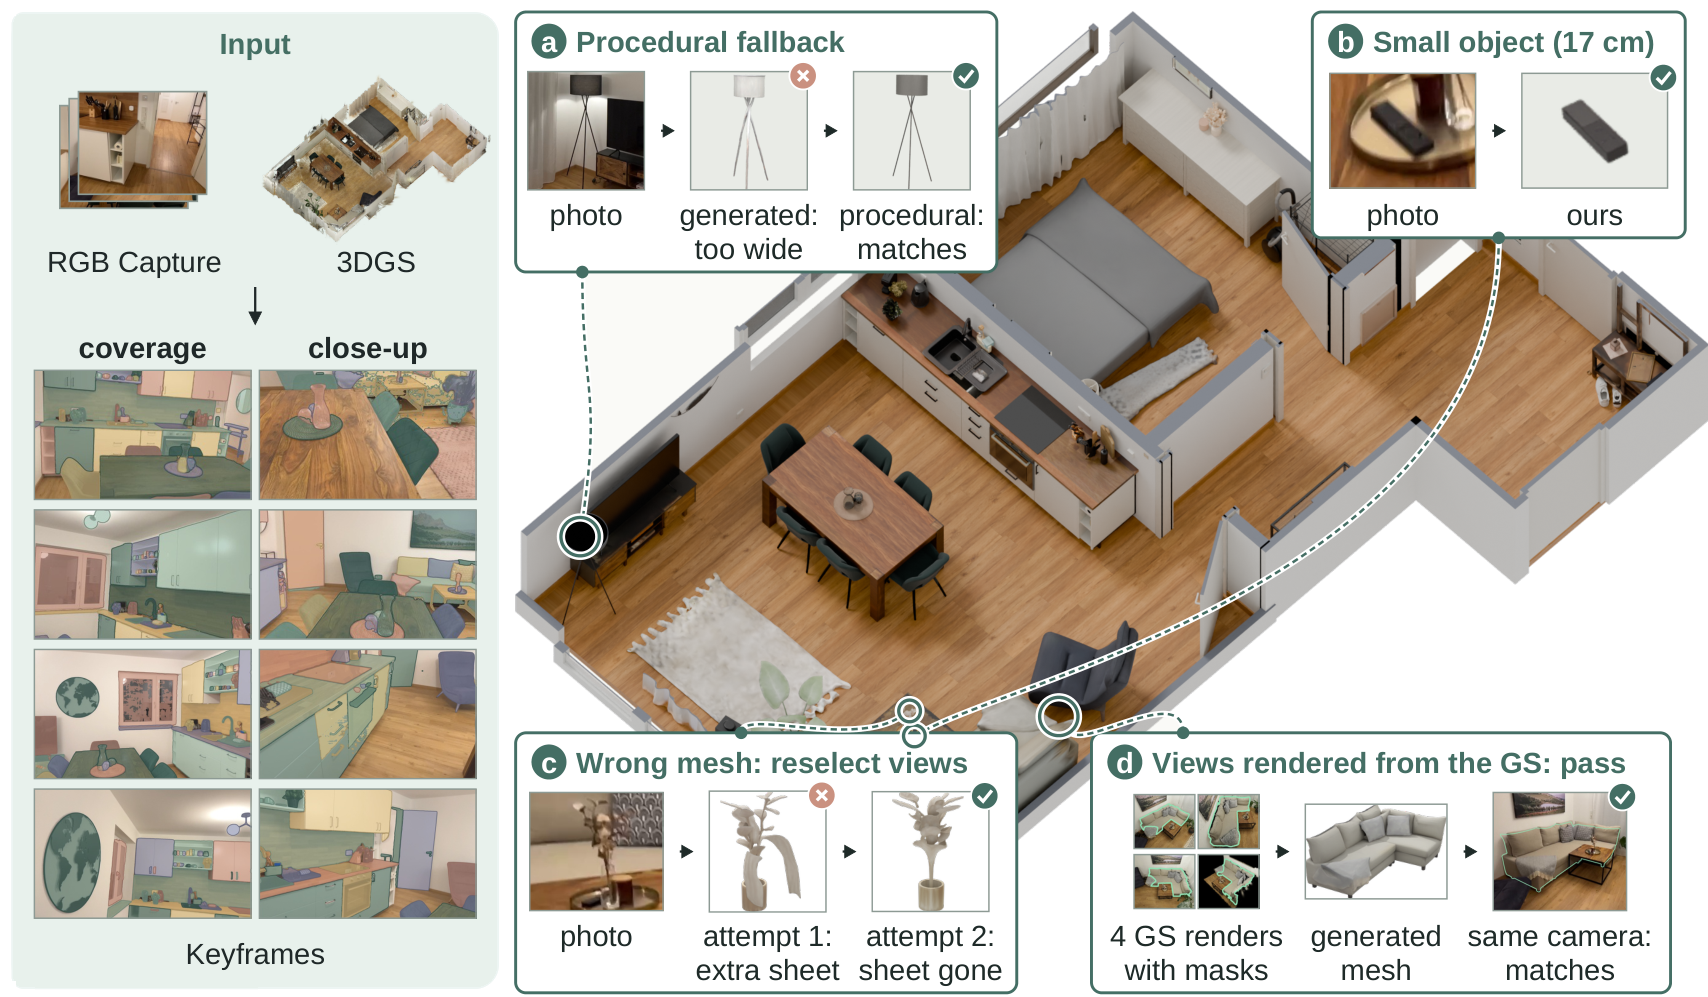 Input
RGB Capture
3DGS
coverage
close-up
Keyframes
a Procedural fallback
photo
generated:
too wide
procedural:
matches
b Small object (17 cm)
photo
ours
c Wrong mesh: reselect views
photo
attempt 1:
extra sheet
attempt 2:
sheet gone
d Views rendered from the GS: pass
4 GS renders
with masks
generated
mesh
same camera:
matches